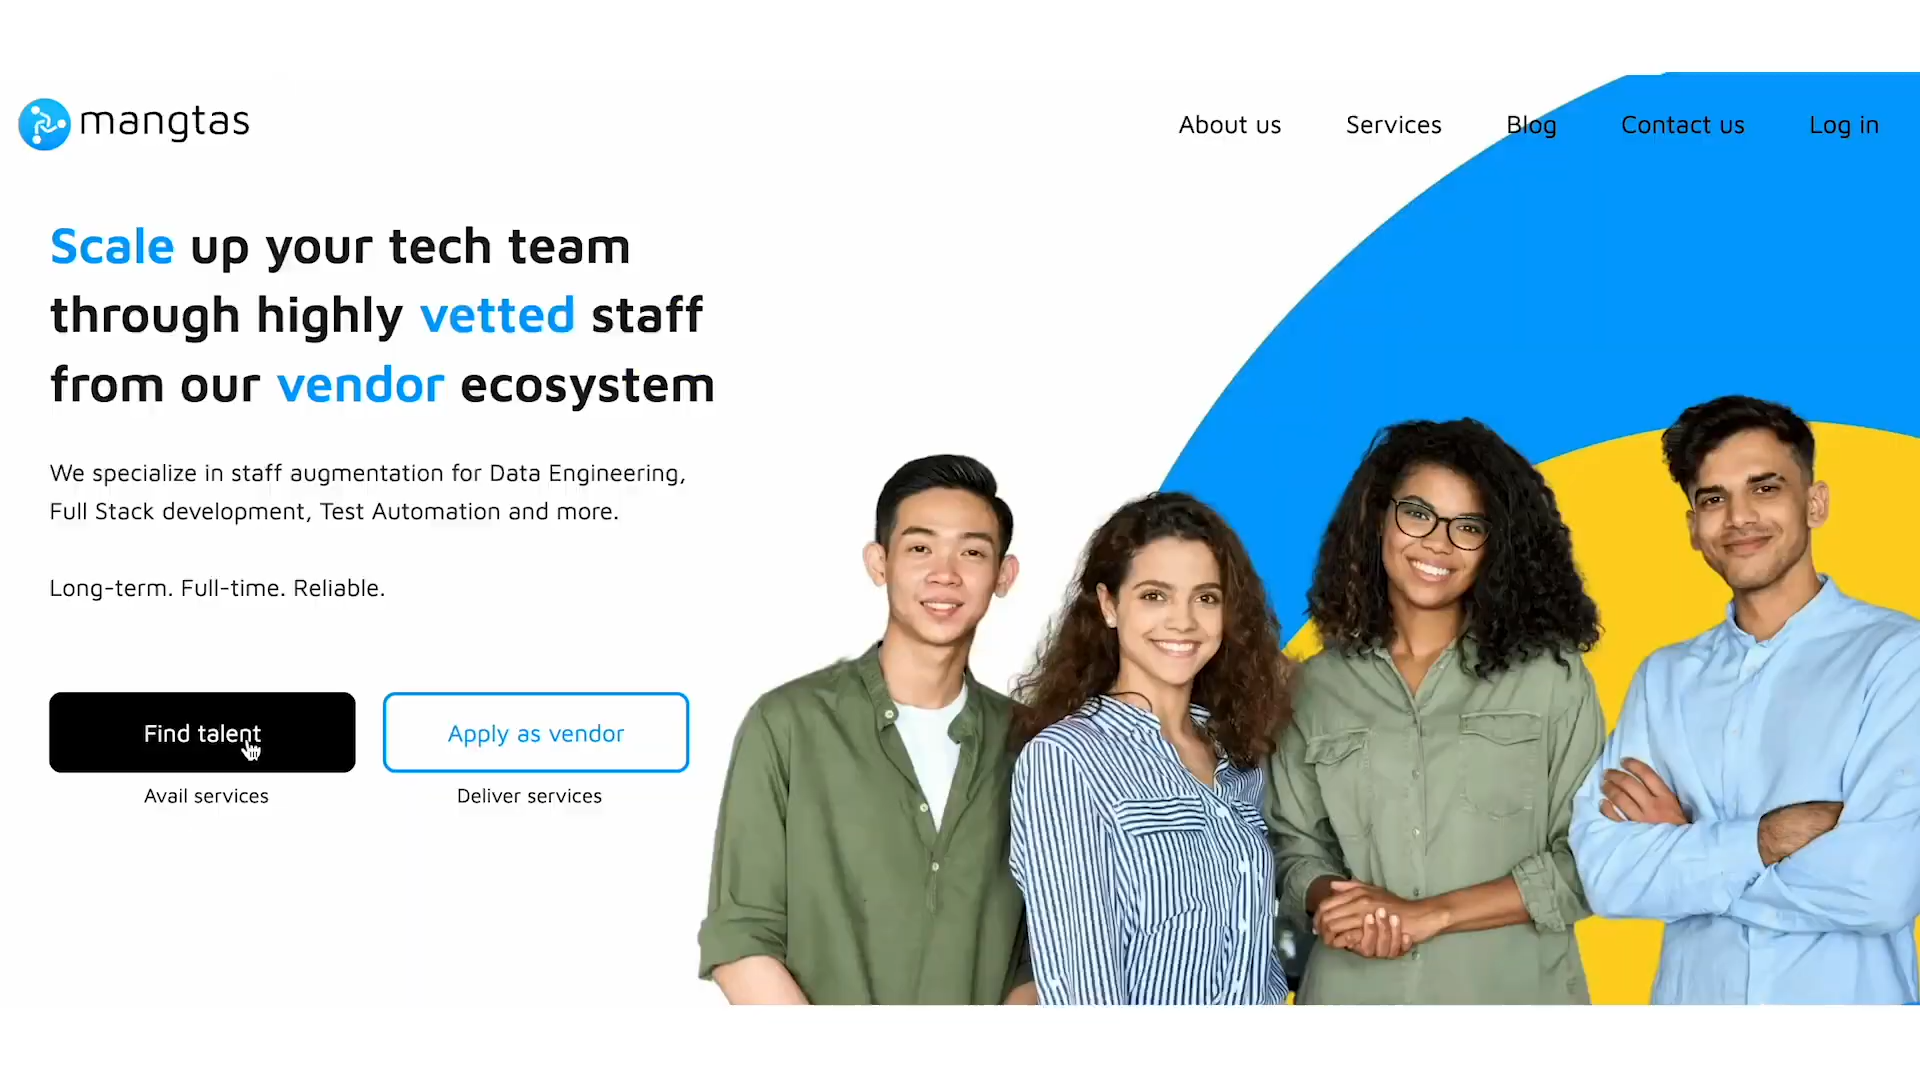 mangtas
About us
Services
Blog
Contact us
Log in
Scale up your tech team
through highly vetted staff
from our vendor ecosystem
We specialize in staff augmentation for Data Engineering,
Full Stack development, Test Automation and more.
Long-term. Full-time. Reliable.
Find talent
Apply as vendor
Avail services
Deliver services